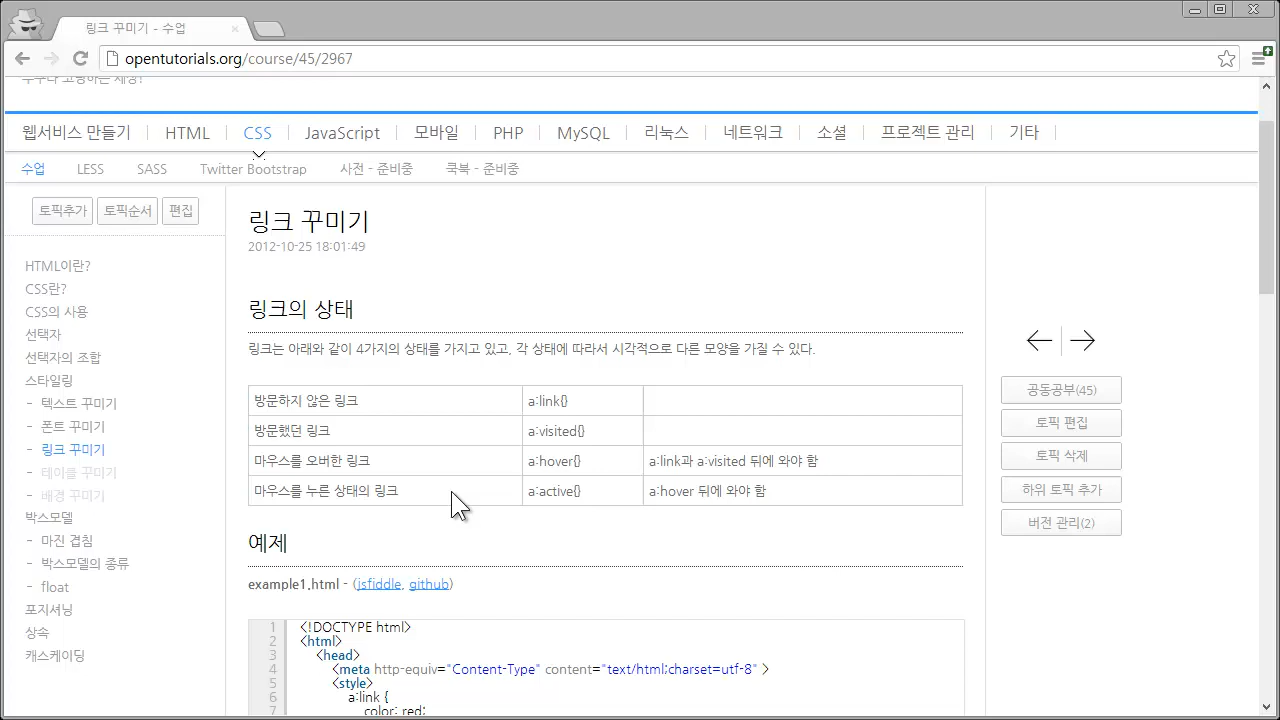 링크 꾸미기 - 수업
opentutorials.org/course/45/2967
누구나 코딩하는 세상!
웹서비스 만들기 HTML CSS JavaScript 모바일 PHP MySQL 리눅스 네트워크 소셜 프로젝트 관리 기타
수업 LESS SASS Twitter Bootstrap 사전 - 준비중 쿡북 - 준비중
토픽추가 토픽순서 편집
HTML이란?
CSS란?
CSS의 사용
선택자
선택자의 조합
스타일링
- 텍스트 꾸미기
- 폰트 꾸미기
- 링크 꾸미기
- 테이블 꾸미기
- 배경 꾸미기
박스모델
- 마진 겹침
- 박스모델의 종류
- float
포지셔닝
상속
캐스케이딩
링크 꾸미기
2012-10-25 18:01:49
링크의 상태
링크는 아래와 같이 4가지의 상태를 가지고 있고, 각 상태에 따라서 시각적으로 다른 모양을 가질 수 있다.
방문하지 않은 링크 a:link{}
방문했던 링크 a:visited{}
마우스를 오버한 링크 a:hover{} a:link과 a:visited 뒤에 와야 함
마우스를 누른 상태의 링크 a:active{} a:hover 뒤에 와야 함
예제
example1.html - (jsfiddle, github)
1 <!DOCTYPE html>
2 <html>
3 <head>
4 <meta http-equiv="Content-Type" content="text/html;charset=utf-8" >
5 <style>
6 a:link {
7 color: red;
공동공부(45)
토픽 편집
토픽 삭제
하위 토픽 추가
버전 관리(2)